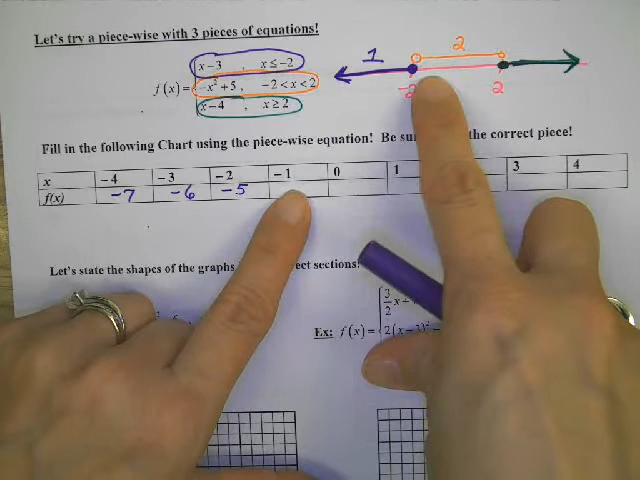 Let's try a piece-wise with 3 pieces of equations!
1 2
x − 3 , x ≤ −2
f(x) = −x² + 5, −2 < x < 2
x − 4 , x ≥ 2
−2 2
Fill in the following Chart using the piece-wise equation! Be the correct piece!
x −4 −3 −2 −1 0 1 3 4
f(x) −7 −6 −5
Let's state the shapes of the graphs sections!
3/2 x +
Ex: f(x) =
2(x − 3)² −